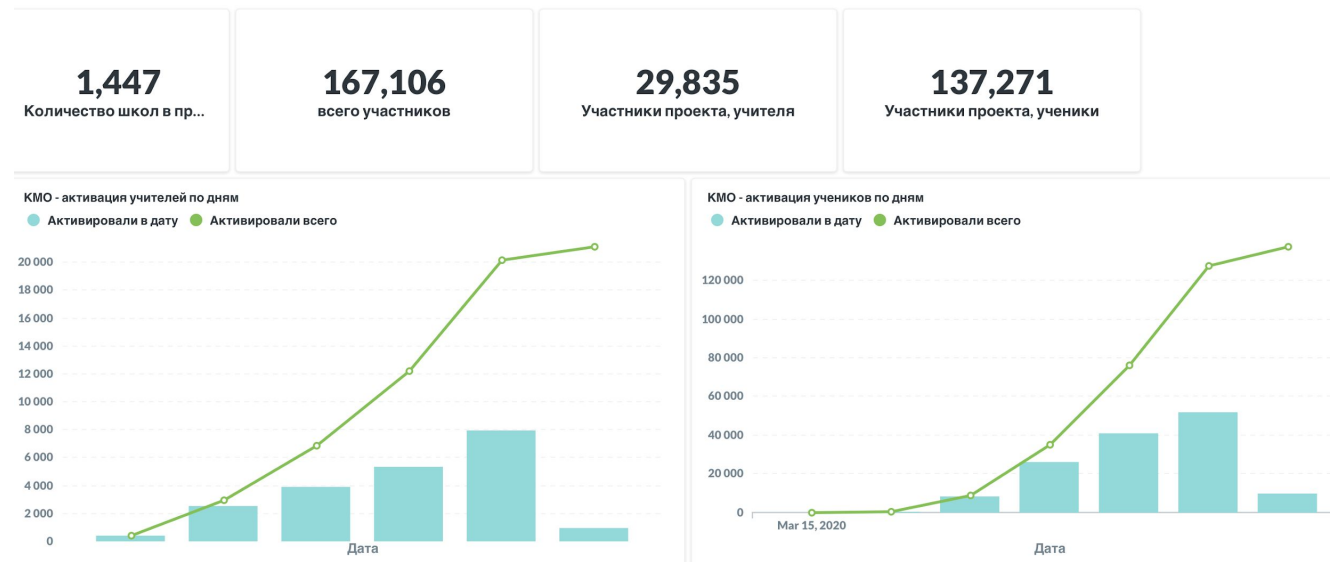 1,447
Количество школ в пр...
167,106
всего участников
29,835
Участники проекта, учителя
137,271
Участники проекта, ученики
КМО - активация учителей по дням
Активировали в дату Активировали всего
20 000
18 000
16 000
14 000
12 000
10 000
8 000
6 000
4 000
2 000
0
Дата
КМО - активация учеников по дням
Активировали в дату Активировали всего
120 000
100 000
80 000
60 000
40 000
20 000
0
Mar 15, 2020
Дата